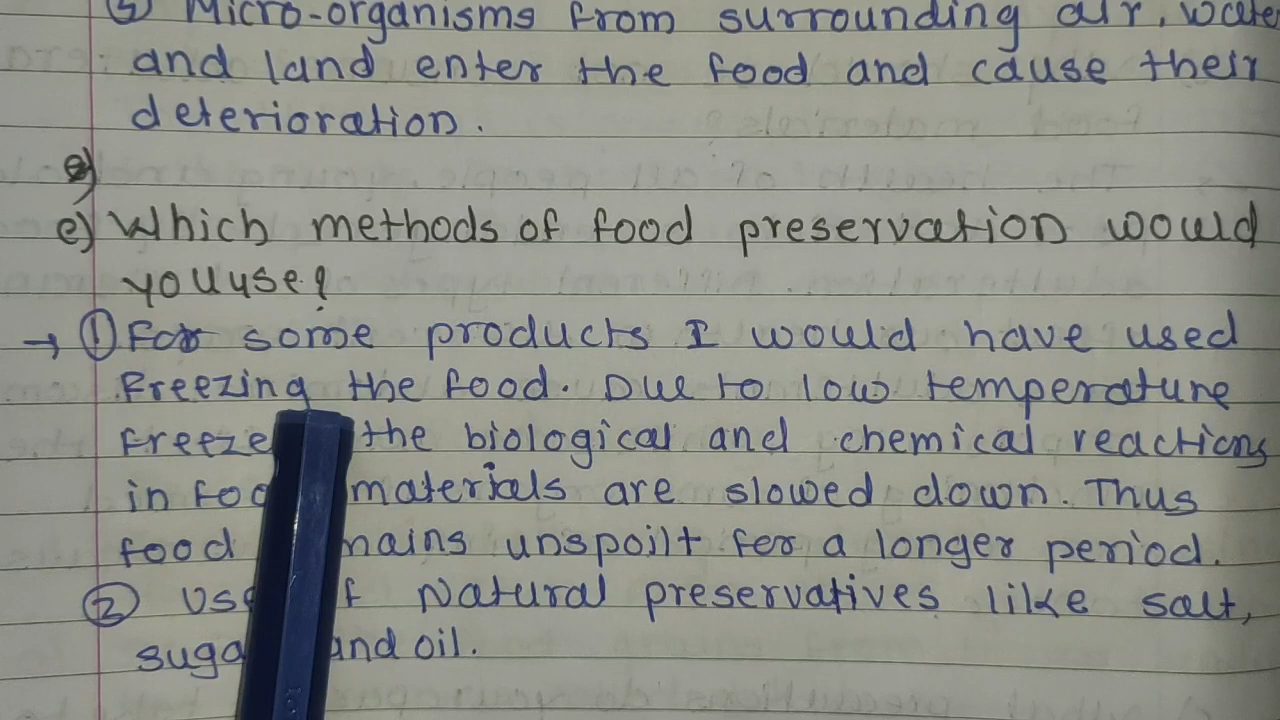 5) Micro-organisms from surrounding air, water
and land enter the food and cause their
deterioration.
e)
e) Which methods of food preservation would
you use?
→ ① For some products I would have used
Freezing the food. Due to low temperature
Freeze the biological and chemical reactions
in materials are slowed down. Thus
food unspoilt for a longer period.
② Natural preservatives like salt,
and oil.